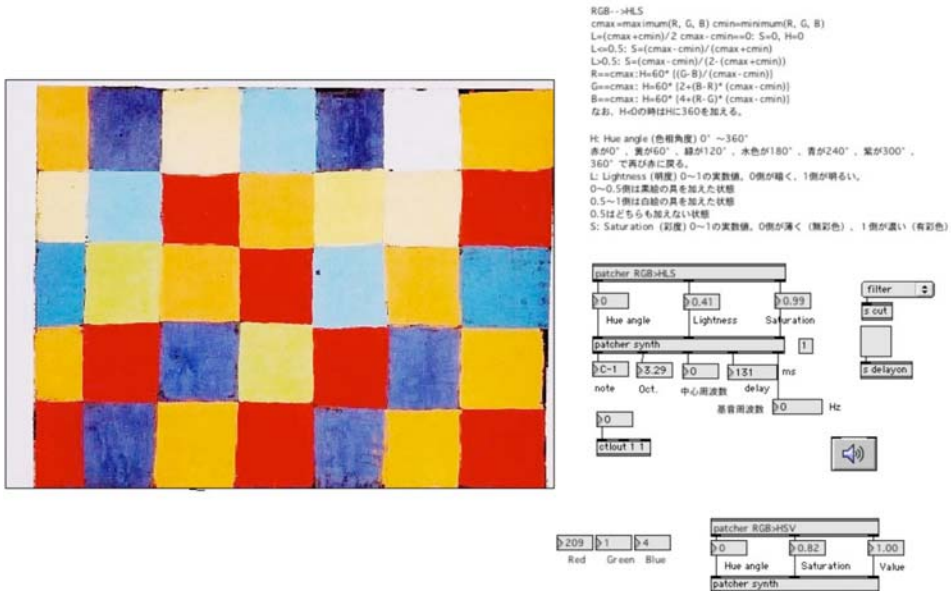 RGB-->HLS
cmax=maximum(R, G, B) cmin=minimum(R, G, B)
L=(cmax+cmin)/2 cmax-cmin==0: S=0, H=0
L<=0.5: S=(cmax-cmin)/(cmax+cmin)
L>0.5: S=(cmax-cmin)/(2-(cmax+cmin))
R==cmax:H=60* {(G-B)/(cmax-cmin)}
G==cmax: H=60* {2+(B-R)* (cmax-cmin)}
B==cmax: H=60* {4+(R-G)* (cmax-cmin)}
なお、H<0の時はHに360を加える。
H: Hue angle (色相角度) 0°～360°
赤が0°、黄が60°、緑が120°、水色が180°、青が240°、紫が300°、
360°で再び赤に戻る。
L: Lightness (明度) 0～1の実数値。0側が暗く、1側が明るい。
0～0.5側は黒絵の具を加えた状態
0.5～1側は白絵の具を加えた状態
0.5はどちらも加えない状態
S: Saturation (彩度) 0～1の実数値。0側が薄く（無彩色）、1側が濃い（有彩色）
patcher RGB>HLS
0 0.41 0.99
Hue angle Lightness Saturation
filter
s cut
patcher synth 1
C-1 3.29 0 131 ms
note Oct. 中心周波数 delay
s delayon
基音周波数 0 Hz
0
ctlout 1 1
patcher RGB>HSV
209 1 4
Red Green Blue
0 0.82 1.00
Hue angle Saturation Value
patcher synth